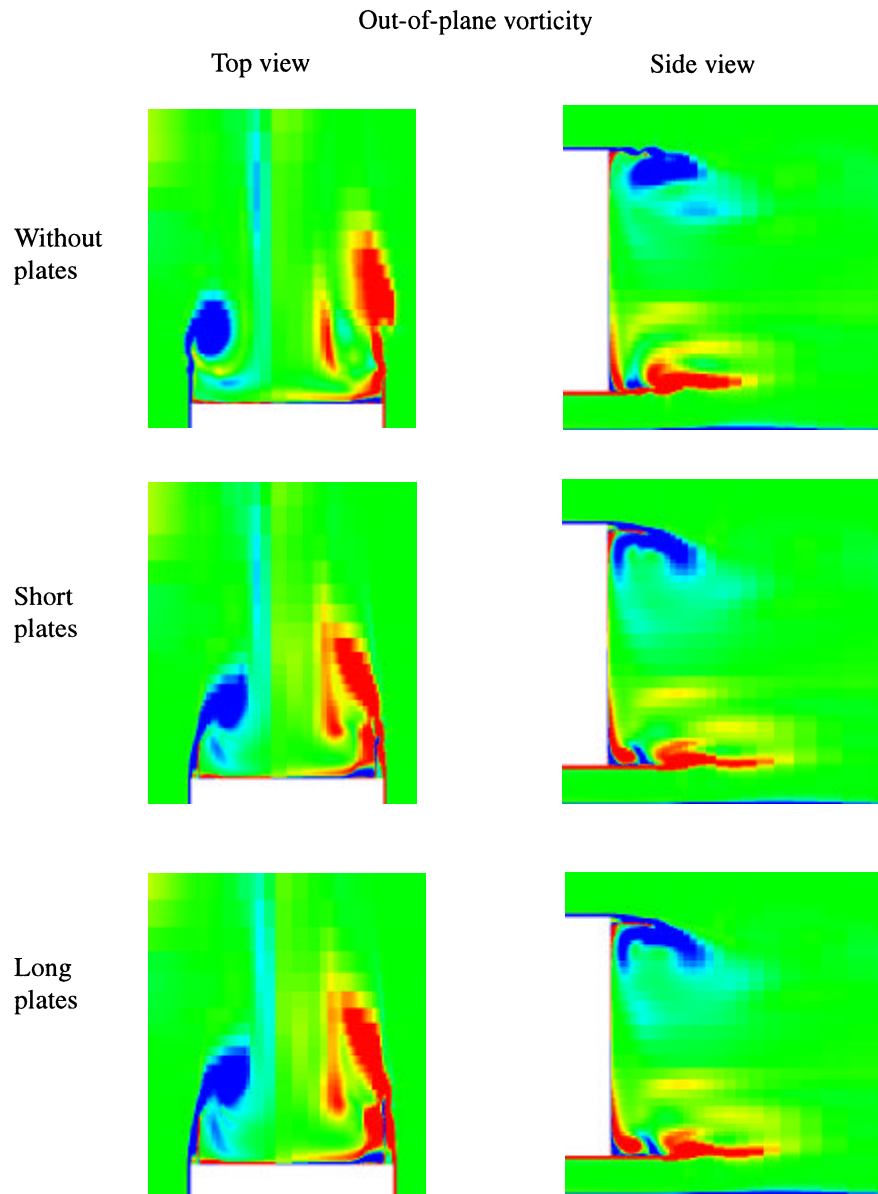 Out-of-plane vorticity
Top view
Side view
Without
plates
Short
plates
Long
plates